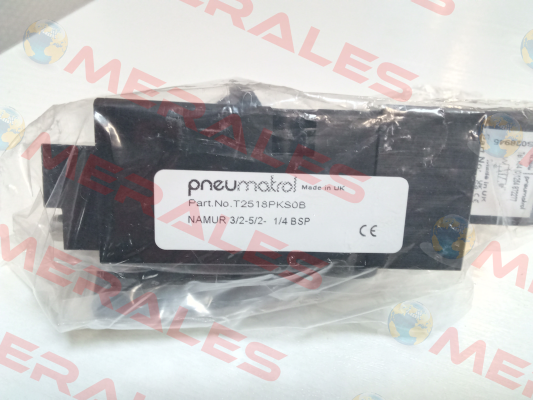 MERALES
pneumatrol Made in UK
Part.No.T2518PKS0B
NAMUR 3/2-5/2- 1/4 BSP
CE
pneumatrol
MERALES
MERALES